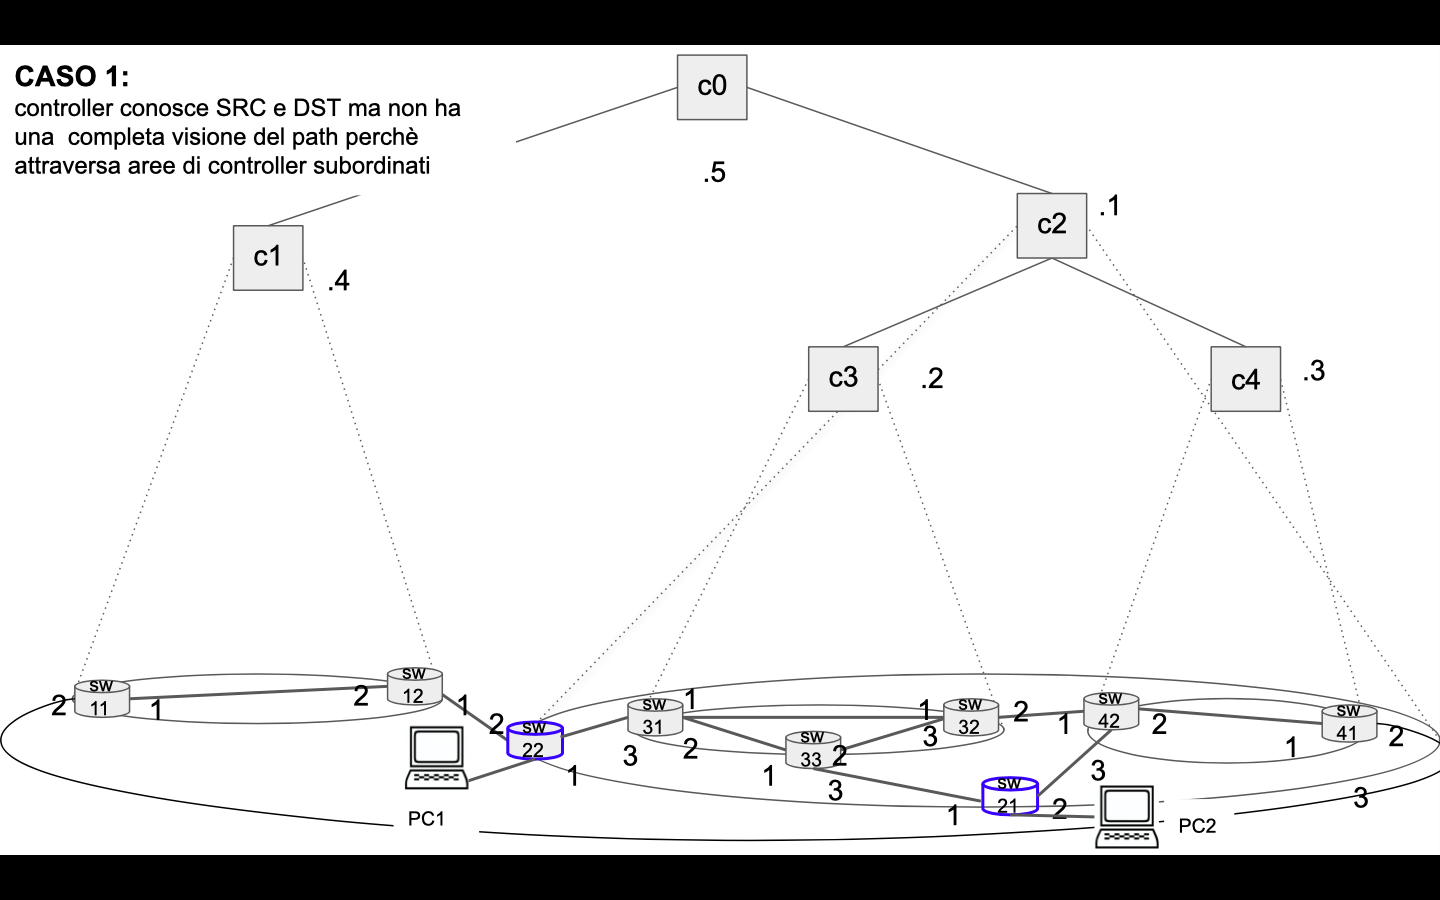 CASO 1:
controller conosce SRC e DST ma non ha
una  completa visione del path perchè
attraversa aree di controller subordinati
c0
.5
c2
.1
c1
.4
c3
.2
c4
.3
2
sw
11
1
2
sw
12
1
2
sw
22
1
3
sw
31
1
2
1
sw
33
2
3
1
sw
32
2
3
1
sw
42
2
3
1
sw
41
2
3
1
sw
21
2
PC1
PC2